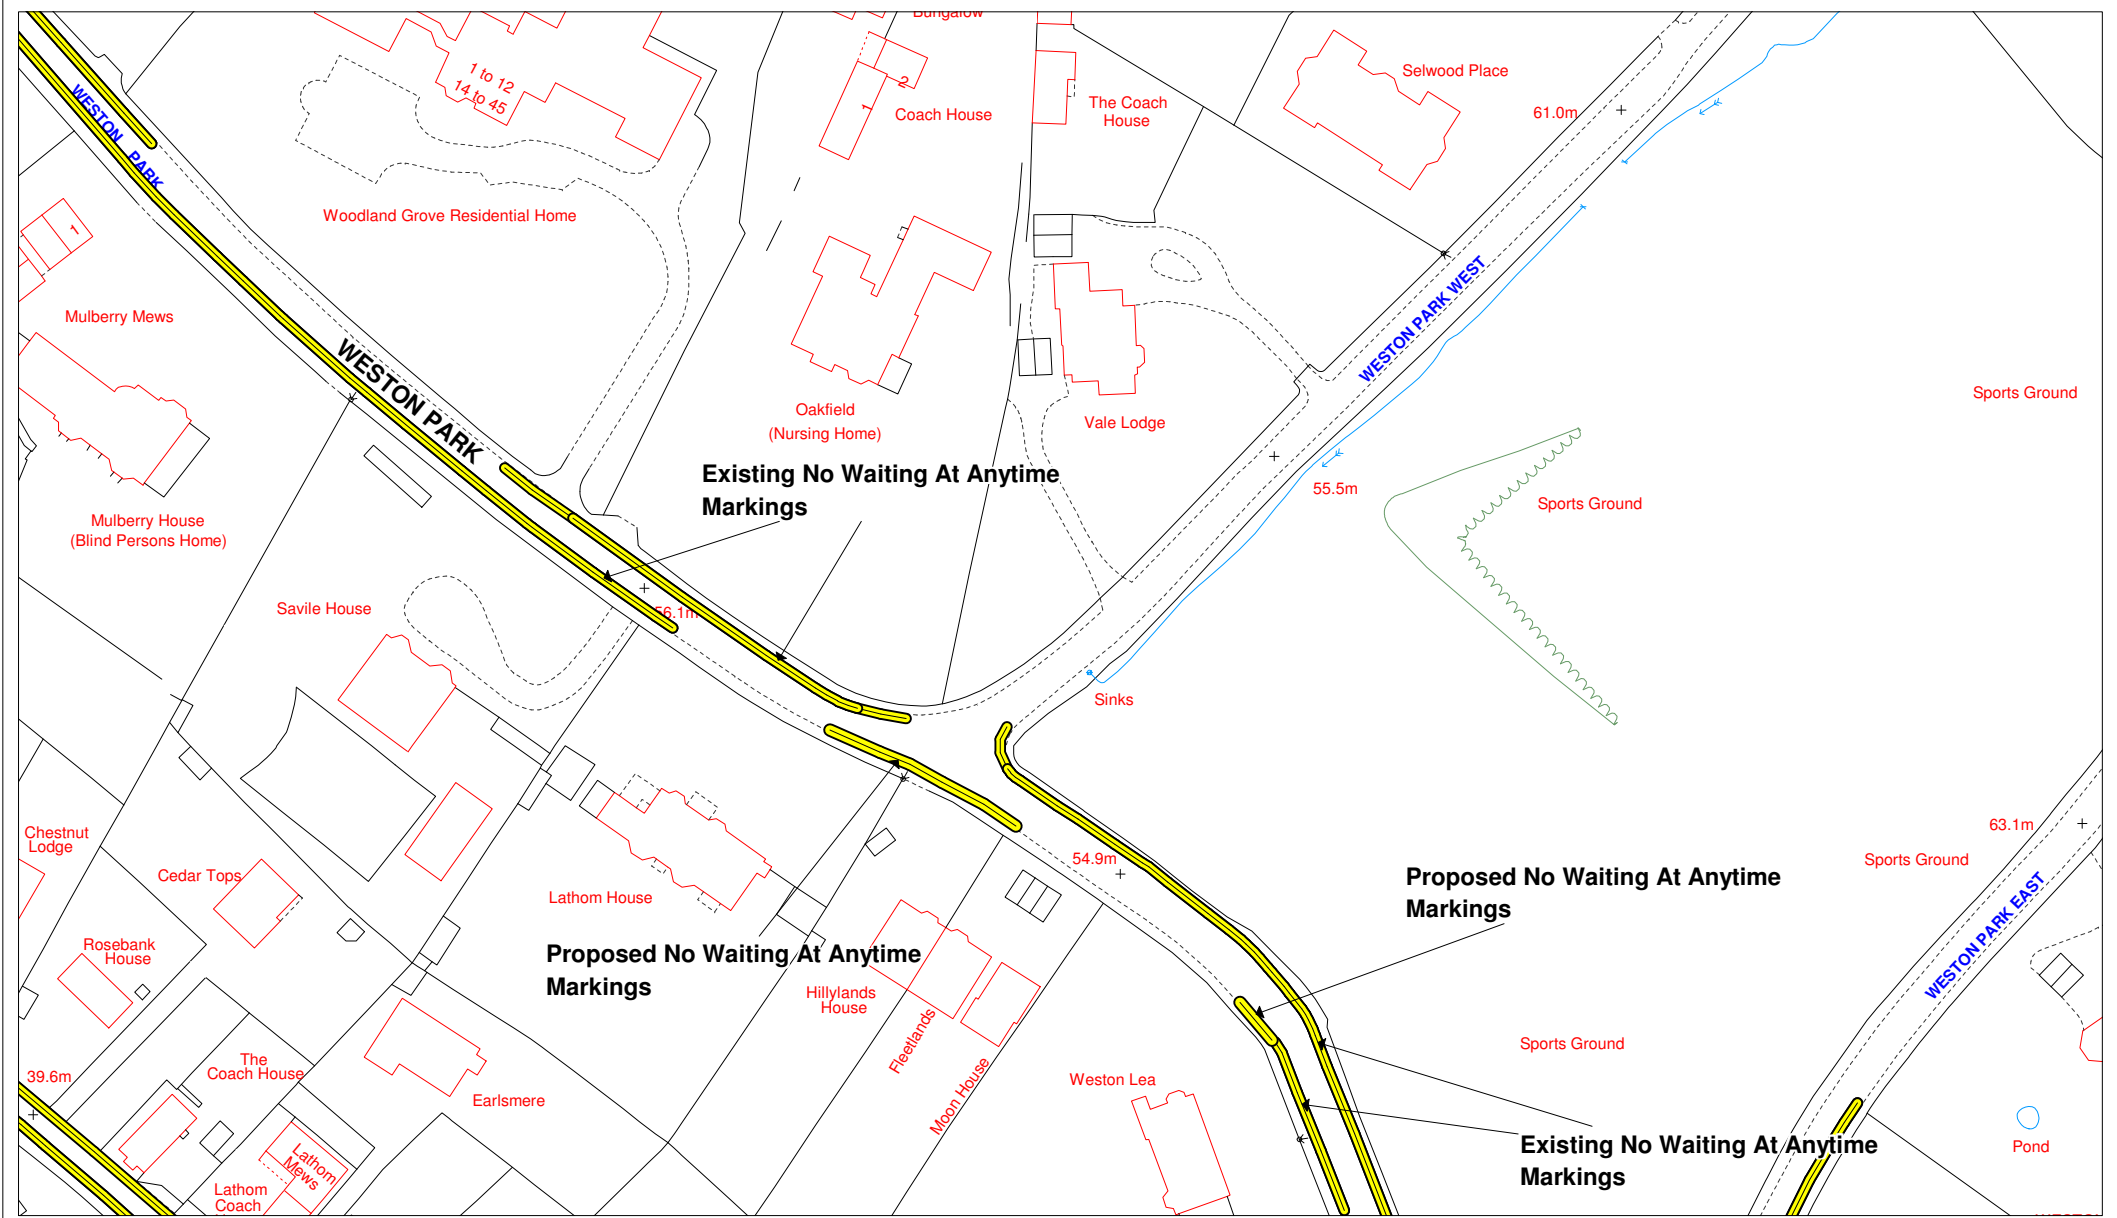 Bungalow
1 to 12
14 to 45
2
1
Coach House
The Coach
House
Selwood Place
61.0m
WESTON PARK
Woodland Grove Residential Home
1
Mulberry Mews
WESTON PARK WEST
WESTON PARK
Oakfield
(Nursing Home)
Vale Lodge
Sports Ground
Existing No Waiting At Anytime
Markings
55.5m
Sports Ground
Mulberry House
(Blind Persons Home)
Savile House
56.1m
Sinks
Chestnut
Lodge
Cedar Tops
Lathom House
54.9m
63.1m
Sports Ground
Proposed No Waiting At Anytime
Markings
WESTON PARK EAST
Rosebank
House
Proposed No Waiting At Anytime
Markings
Hillylands
House
Fleetlands
Moon House
39.6m
The
Coach House
Earlsmere
Weston Lea
Sports Ground
Existing No Waiting At Anytime
Markings
Pond
Lathom
Mews
Lathom
Coach